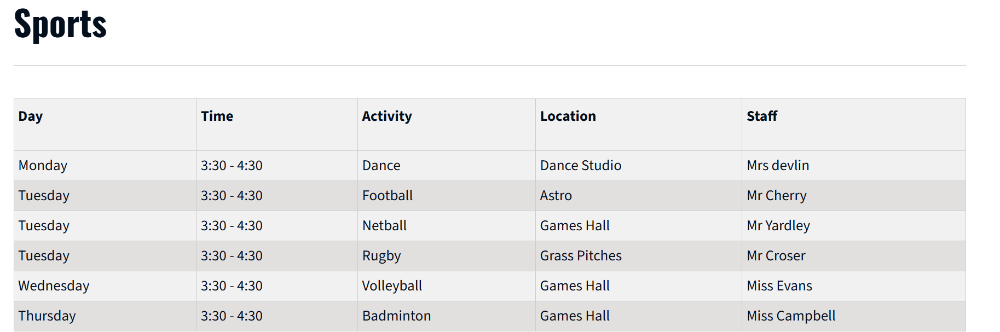 Sports
Day Time Activity Location Staff
Monday 3:30 - 4:30 Dance Dance Studio Mrs devlin
Tuesday 3:30 - 4:30 Football Astro Mr Cherry
Tuesday 3:30 - 4:30 Netball Games Hall Mr Yardley
Tuesday 3:30 - 4:30 Rugby Grass Pitches Mr Croser
Wednesday 3:30 - 4:30 Volleyball Games Hall Miss Evans
Thursday 3:30 - 4:30 Badminton Games Hall Miss Campbell